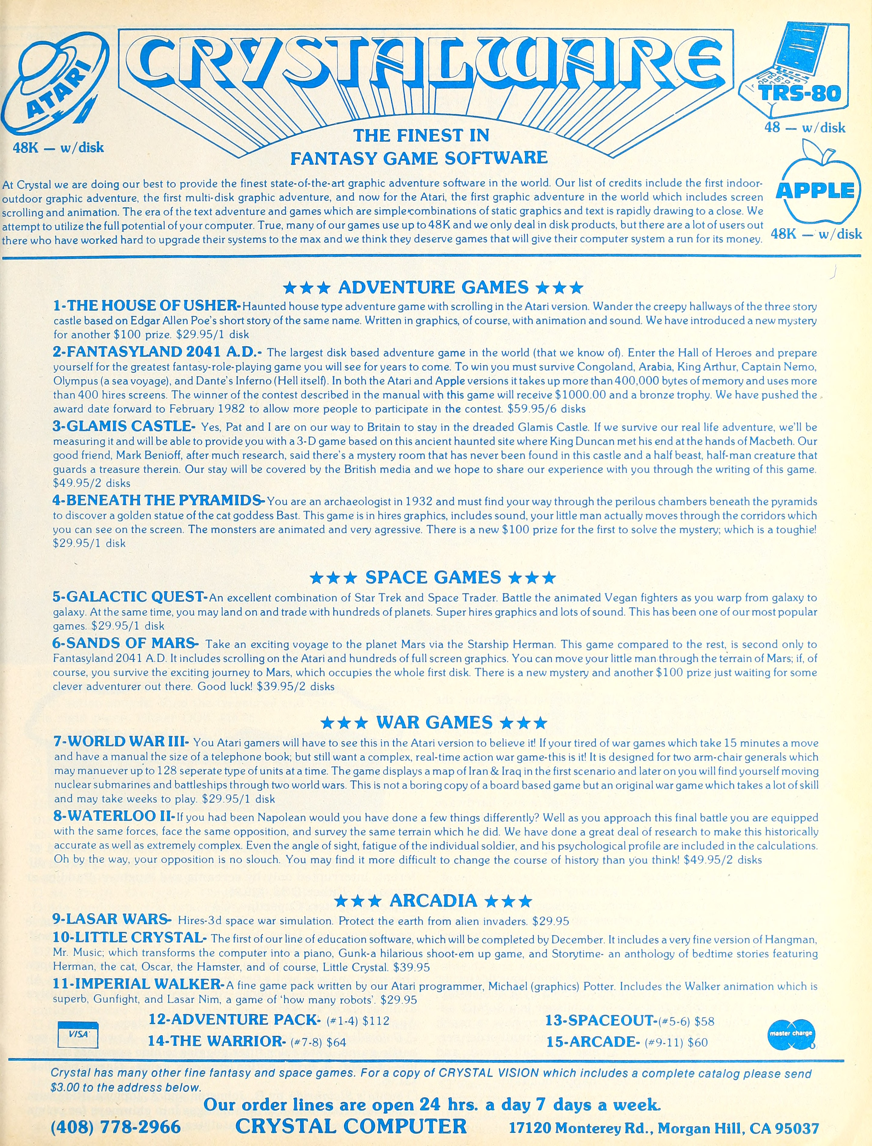 CRYSTALWARE
ATARI
48K — w/disk
TRS-80
48 — w/disk
THE FINEST IN
FANTASY GAME SOFTWARE
APPLE
48K — w/disk
At Crystal we are doing our best to provide the finest state-of-the-art graphic adventure software in the world. Our list of credits include the first indoor-
outdoor graphic adventure, the first multi-disk graphic adventure, and now for the Atari, the first graphic adventure in the world which includes screen
scrolling and animation. The era of the text adventure and games which are simple combinations of static graphics and text is rapidly drawing to a close. We
attempt to utilize the full potential of your computer. True, many of our games use up to 48K and we only deal in disk products, but there are a lot of users out
there who have worked hard to upgrade their systems to the max and we think they deserve games that will give their computer system a run for its money.
★★★ ADVENTURE GAMES ★★★
1-THE HOUSE OF USHER-Haunted house type adventure game with scrolling in the Atari version. Wander the creepy hallways of the three story
castle based on Edgar Allen Poe's short story of the same name. Written in graphics, of course, with animation and sound. We have introduced a new mystery
for another $100 prize. $29.95/1 disk
2-FANTASYLAND 2041 A.D.- The largest disk based adventure game in the world (that we know of). Enter the Hall of Heroes and prepare
yourself for the greatest fantasy-role-playing game you will see for years to come. To win you must survive Congoland, Arabia, King Arthur, Captain Nemo,
Olympus (a sea voyage), and Dante's Inferno (Hell itself). In both the Atari and Apple versions it takes up more than 400,000 bytes of memory and uses more
than 400 hires screens. The winner of the contest described in the manual with this game will receive $1000.00 and a bronze trophy. We have pushed the
award date forward to February 1982 to allow more people to participate in the contest. $59.95/6 disks
3-GLAMIS CASTLE- Yes, Pat and I are on our way to Britain to stay in the dreaded Glamis Castle. If we survive our real life adventure, we'll be
measuring it and will be able to provide you with a 3-D game based on this ancient haunted site where King Duncan met his end at the hands of Macbeth. Our
good friend, Mark Benioff, after much research, said there's a mystery room that has never been found in this castle and a half beast, half-man creature that
guards a treasure therein. Our stay will be covered by the British media and we hope to share our experience with you through the writing of this game.
$49.95/2 disks
4-BENEATH THE PYRAMIDS-You are an archaeologist in 1932 and must find your way through the perilous chambers beneath the pyramids
to discover a golden statue of the cat goddess Bast. This game is in hires graphics, includes sound, your little man actually moves through the corridors which
you can see on the screen. The monsters are animated and very agressive. There is a new $100 prize for the first to solve the mystery; which is a toughie!
$29.95/1 disk
★★★ SPACE GAMES ★★★
5-GALACTIC QUEST-An excellent combination of Star Trek and Space Trader. Battle the animated Vegan fighters as you warp from galaxy to
galaxy. At the same time, you may land on and trade with hundreds of planets. Super hires graphics and lots of sound. This has been one of our most popular
games. $29.95/1 disk
6-SANDS OF MARS- Take an exciting voyage to the planet Mars via the Starship Herman. This game compared to the rest, is second only to
Fantasyland 2041 A.D. It includes scrolling on the Atari and hundreds of full screen graphics. You can move your little man through the terrain of Mars; if, of
course, you survive the exciting journey to Mars, which occupies the whole first disk. There is a new mystery and another $100 prize just waiting for some
clever adventurer out there. Good luck! $39.95/2 disks
★★★ WAR GAMES ★★★
7-WORLD WAR III- You Atari gamers will have to see this in the Atari version to believe it! If your tired of war games which take 15 minutes a move
and have a manual the size of a telephone book; but still want a complex, real-time action war game-this is it! It is designed for two arm-chair generals which
may manuever up to 128 seperate type of units at a time. The game displays a map of Iran & Iraq in the first scenario and later on you will find yourself moving
nuclear submarines and battleships through two world wars. This is not a boring copy of a board based game but an original war game which takes a lot of skill
and may take weeks to play. $29.95/1 disk
8-WATERLOO II-If you had been Napolean would you have done a few things differently? Well as you approach this final battle you are equipped
with the same forces, face the same opposition, and survey the same terrain which he did. We have done a great deal of research to make this historically
accurate as well as extremely complex. Even the angle of sight, fatigue of the individual soldier, and his psychological profile are included in the calculations.
Oh by the way, your opposition is no slouch. You may find it more difficult to change the course of history than you think! $49.95/2 disks
★★★ ARCADIA ★★★
9-LASAR WARS- Hires-3d space war simulation. Protect the earth from alien invaders. $29.95
10-LITTLE CRYSTAL- The first of our line of education software, which will be completed by December. It includes a very fine version of Hangman,
Mr. Music; which transforms the computer into a piano, Gunk-a hilarious shoot-em up game, and Storytime- an anthology of bedtime stories featuring
Herman, the cat, Oscar, the Hamster, and of course, Little Crystal. $39.95
11-IMPERIAL WALKER-A fine game pack written by our Atari programmer, Michael (graphics) Potter. Includes the Walker animation which is
superb, Gunfight, and Lasar Nim, a game of 'how many robots'. $29.95
12-ADVENTURE PACK- (#1-4) $112
13-SPACEOUT-(#5-6) $58
VISA
14-THE WARRIOR- (#7-8) $64
15-ARCADE- (#9-11) $60
master charge
Crystal has many other fine fantasy and space games. For a copy of CRYSTAL VISION which includes a complete catalog please send
$3.00 to the address below.
Our order lines are open 24 hrs. a day 7 days a week.
(408) 778-2966 CRYSTAL COMPUTER 17120 Monterey Rd., Morgan Hill, CA 95037